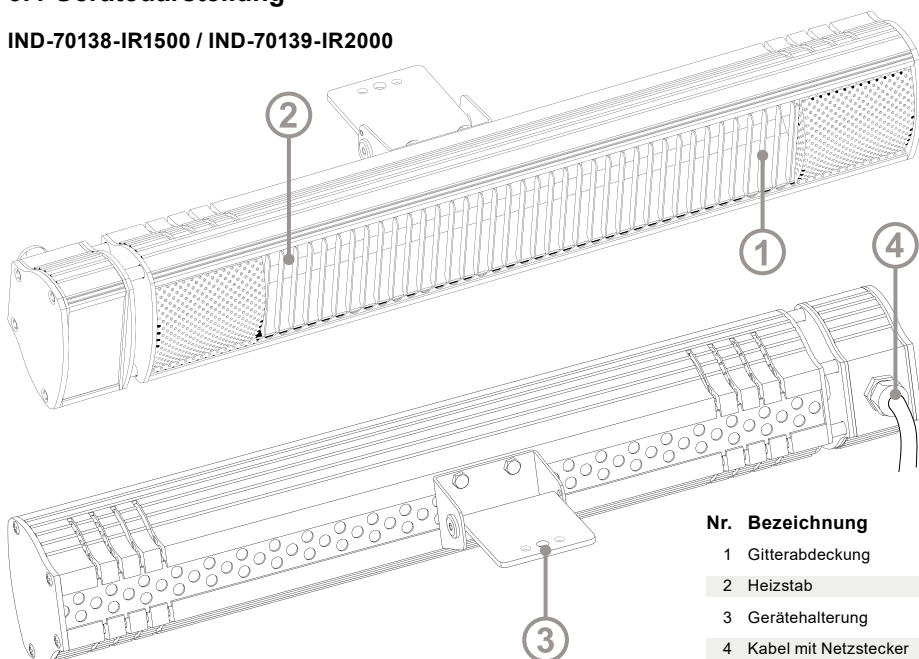 IND-70138-IR1500 / IND-70139-IR2000
2
1
4
3
Nr. Bezeichnung
1 Gitterabdeckung
2 Heizstab
3 Gerätehalterung
4 Kabel mit Netzstecker